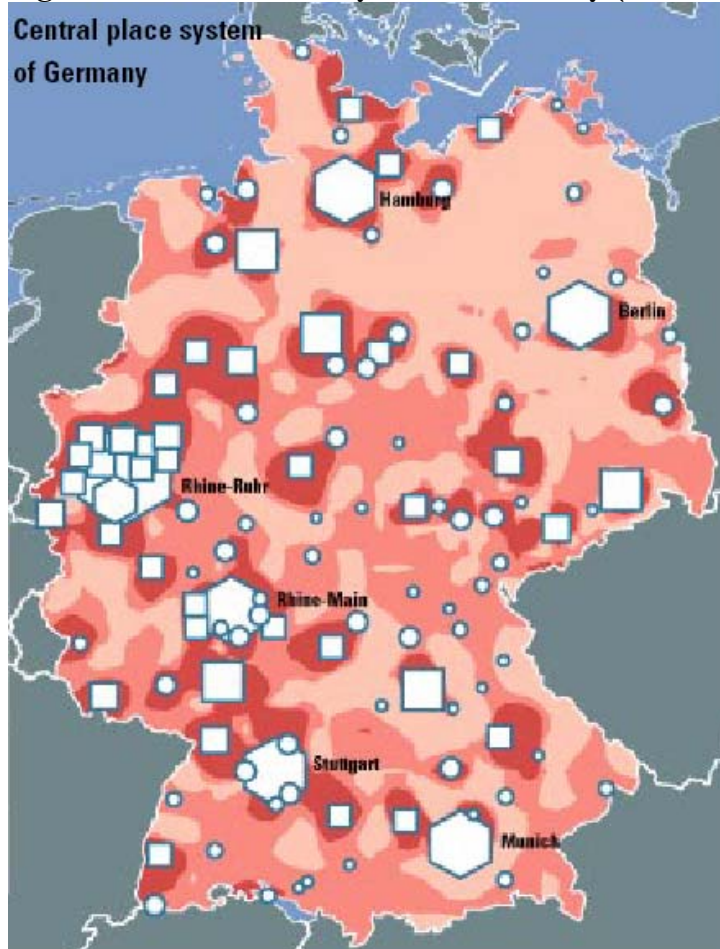 Central place system
of Germany
Hamburg
Berlin
Rhine-Ruhr
Rhine-Main
Stuttgart
Munich